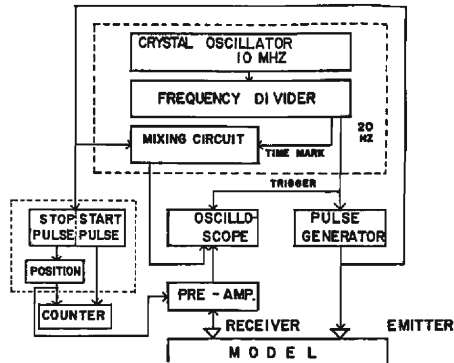 CRYSTAL OSCILLATOR
10 MHZ
FREQUENCY DIVIDER
MIXING CIRCUIT
TIME MARK
20
HZ
TRIGGER
STOP START
PULSE PULSE
OSCILLO-
SCOPE
PULSE
GENERATOR
POSITION
COUNTER
PRE-AMP.
RECEIVER
EMITTER
MODEL